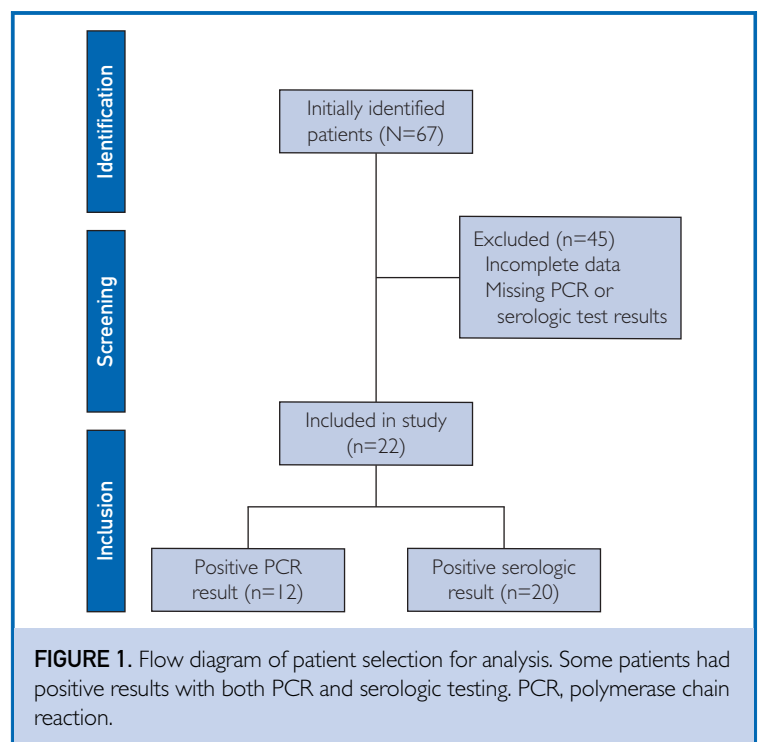 Identification
Initially identified
patients (N=67)
Screening
Excluded (n=45)
Incomplete data
Missing PCR or
serologic test results
Inclusion
Included in study
(n=22)
Positive PCR
result (n=12)
Positive serologic
result (n=20)
FIGURE 1. Flow diagram of patient selection for analysis. Some patients had
positive results with both PCR and serologic testing. PCR, polymerase chain
reaction.